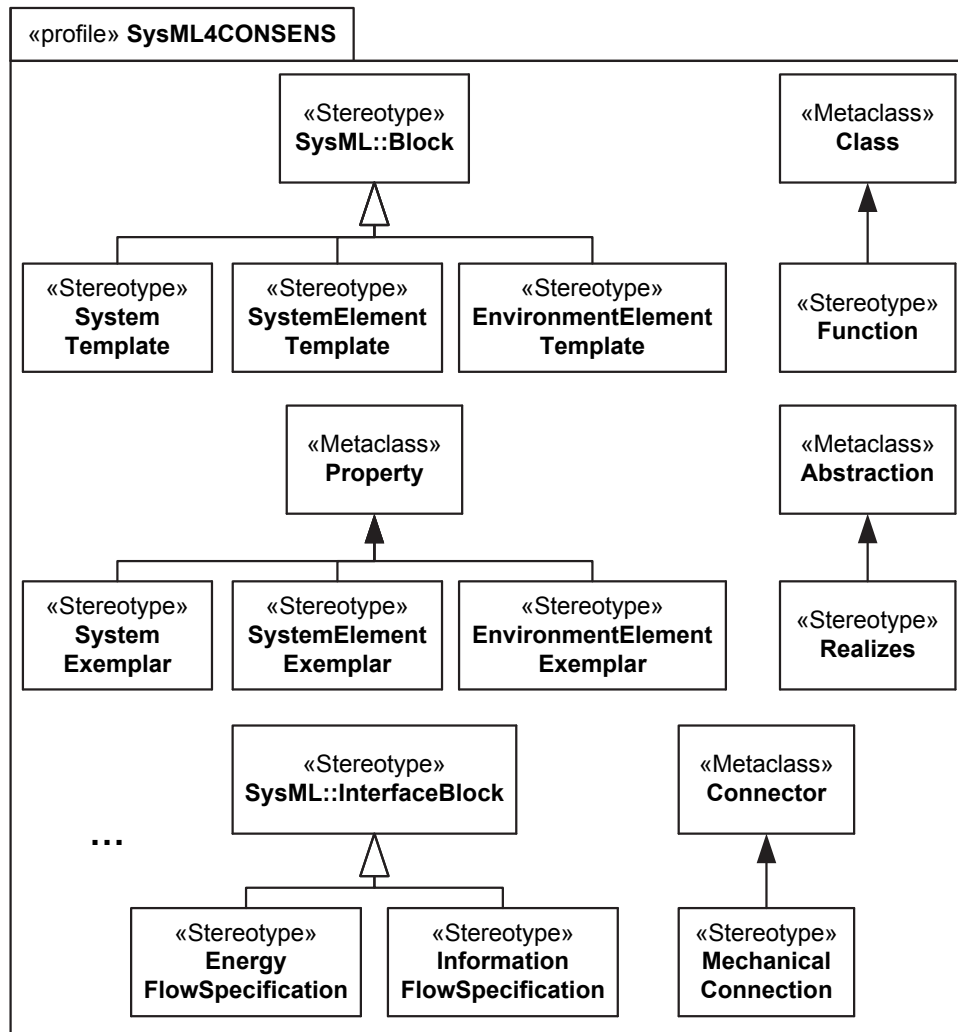 «profile» SysML4CONSENS
«Stereotype»
SysML::Block
«Metaclass»
Class
«Stereotype»
System
Template
«Stereotype»
SystemElement
Template
«Stereotype»
EnvironmentElement
Template
«Stereotype»
Function
«Metaclass»
Property
«Metaclass»
Abstraction
«Stereotype»
System
Exemplar
«Stereotype»
SystemElement
Exemplar
«Stereotype»
EnvironmentElement
Exemplar
«Stereotype»
Realizes
«Stereotype»
SysML::InterfaceBlock
«Metaclass»
Connector
...
«Stereotype»
Energy
FlowSpecification
«Stereotype»
Information
FlowSpecification
«Stereotype»
Mechanical
Connection